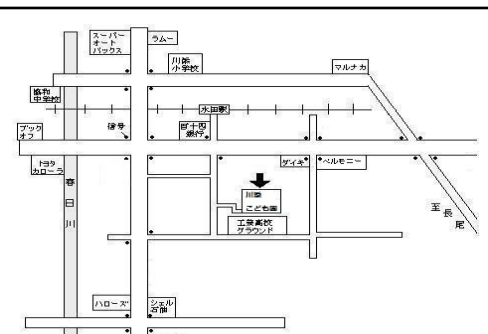 スーパー
オート
バックス
ラムー
川添
小学校
マルナカ
協和
中学校
水田駅
ブック
オフ
信号
百十四
銀行
トヨタ
カローラ
ダイキ
ベルモニー
春日川
川添
こども園
工芸高校
グラウンド
至長尾
ハローズ
シェル
石油